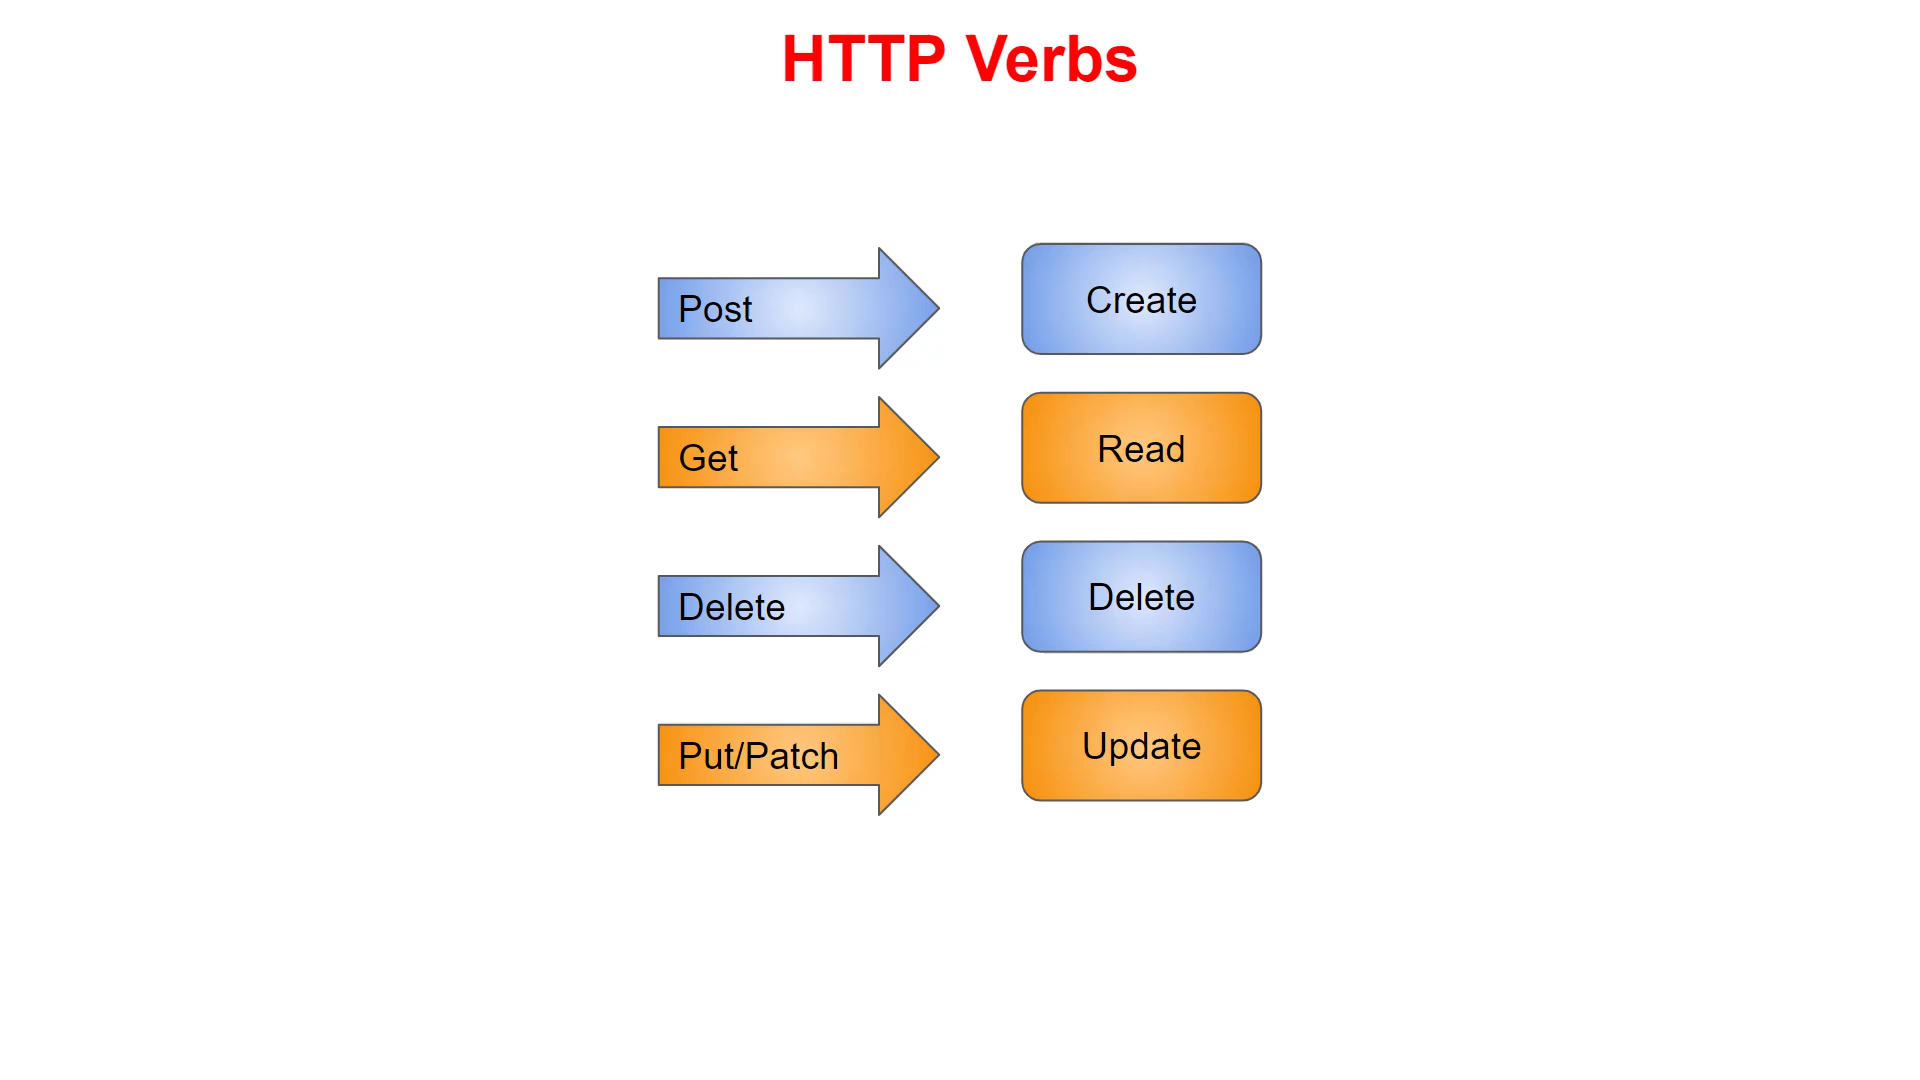 HTTP Verbs
Post
Create
Get
Read
Delete
Delete
Put/Patch
Update